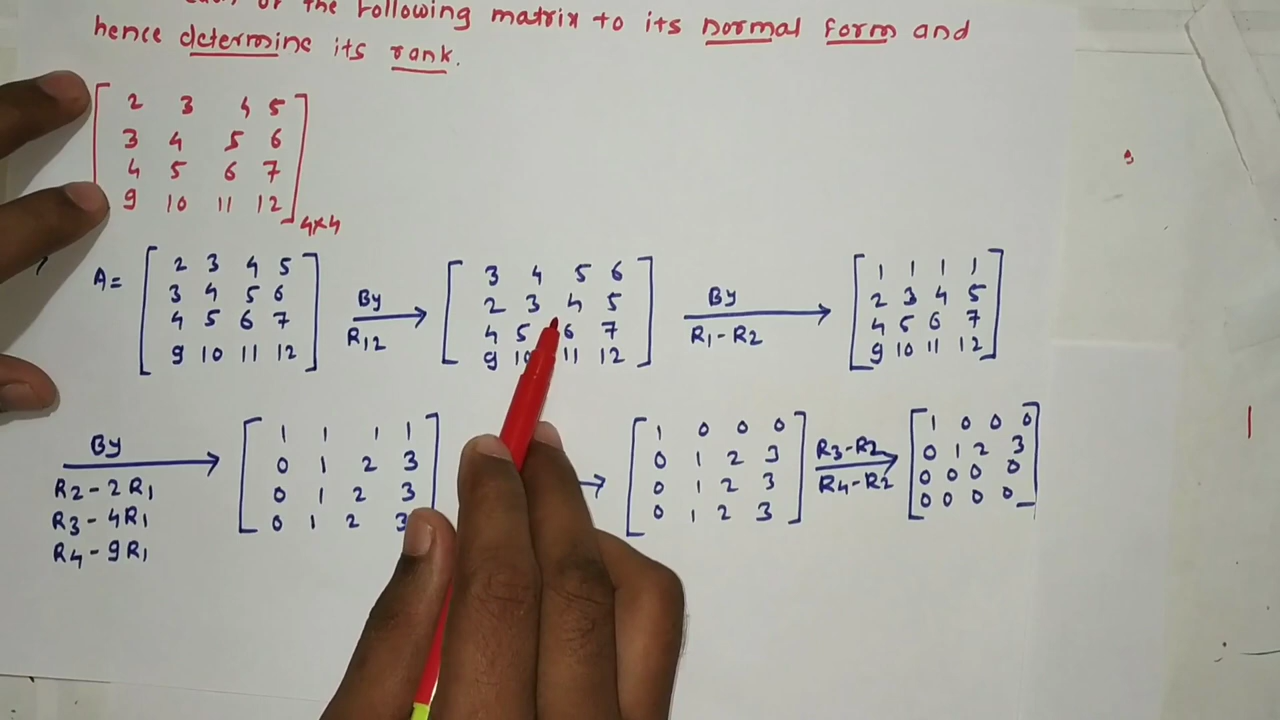 of the following matrix to its normal form and
hence determine its rank.
2 3 4 5
3 4 5 6
4 5 6 7
9 10 11 12
4×4
A = [2 3 4 5
3 4 5 6
4 5 6 7
9 10 11 12]
By
R12
3 4 5 6
2 3 4 5
4 5 6 7
9 11 12
By
R1 - R2
1 1 1 1
2 3 4 5
4 5 6 7
9 10 11 12
By
R2 - 2R1
R3 - 4R1
R4 - 9R1
1 1 1 1
0 1 2 3
0 1 2 3
0 1 2 3
1 0 0 0
0 1 2 3
0 1 2 3
0 1 2 3
R3-R2
R4-R2
1 0 0 0
0 1 2 3
0 0 0 0
0 0 0 0